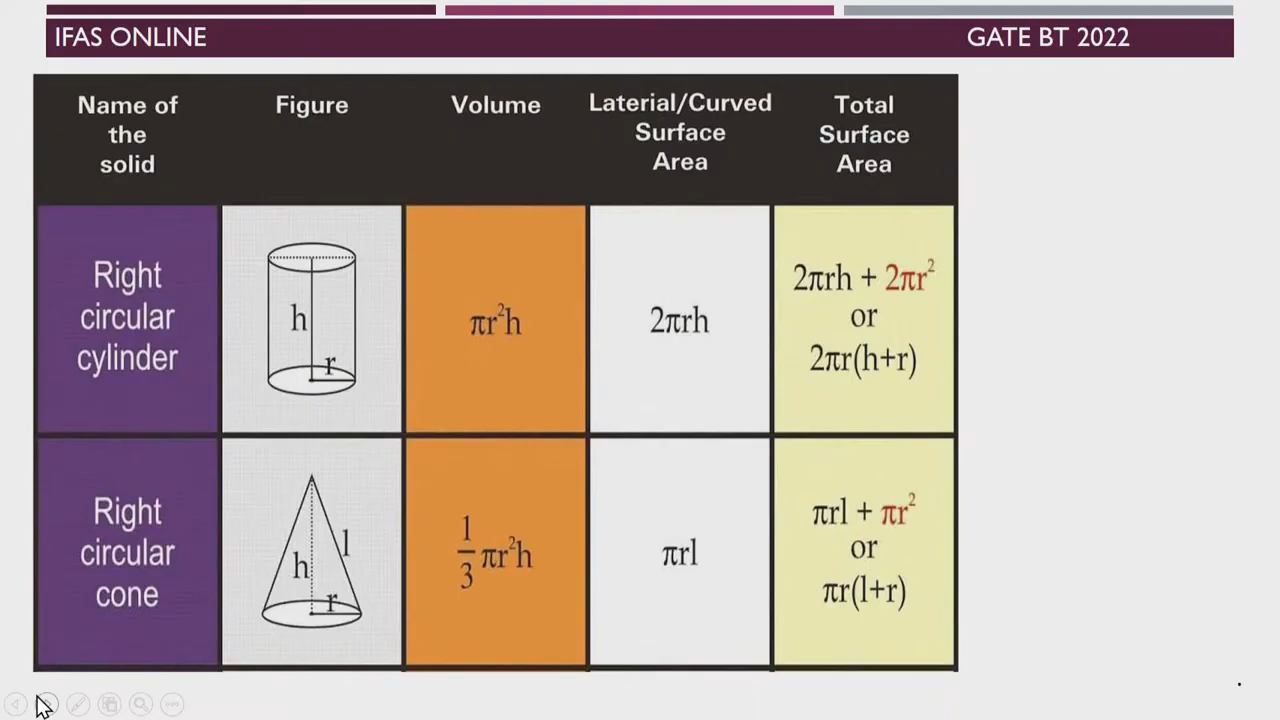 IFAS ONLINE
GATE BT 2022
Name of
the
solid
Figure
Volume
Laterial/Curved
Surface
Area
Total
Surface
Area
Right
circular
cylinder
h
r
πr²h
2πrh
2πrh + 2πr²
or
2πr(h+r)
Right
circular
cone
h
l
r
1/3 πr²h
πrl
πrl + πr²
or
πr(l+r)